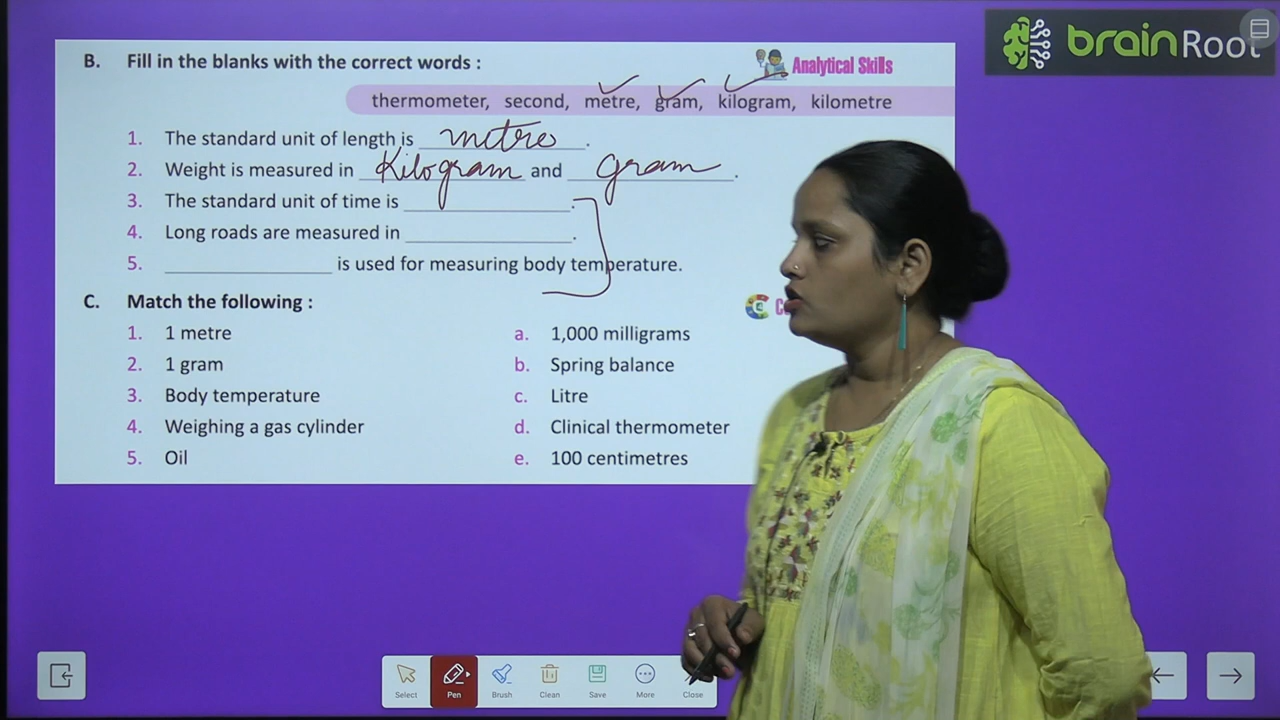 brainRoot
B. Fill in the blanks with the correct words :
Analytical Skills
thermometer, second, metre, gram, kilogram, kilometre
1. The standard unit of length is metre.
2. Weight is measured in Kilogram and gram.
3. The standard unit of time is ____________.
4. Long roads are measured in ____________.
5. ____________ is used for measuring body temperature.
C. Match the following :
1. 1 metre a. 1,000 milligrams
2. 1 gram b. Spring balance
3. Body temperature c. Litre
4. Weighing a gas cylinder d. Clinical thermometer
5. Oil e. 100 centimetres
Select Pen Brush Clean Save More Close